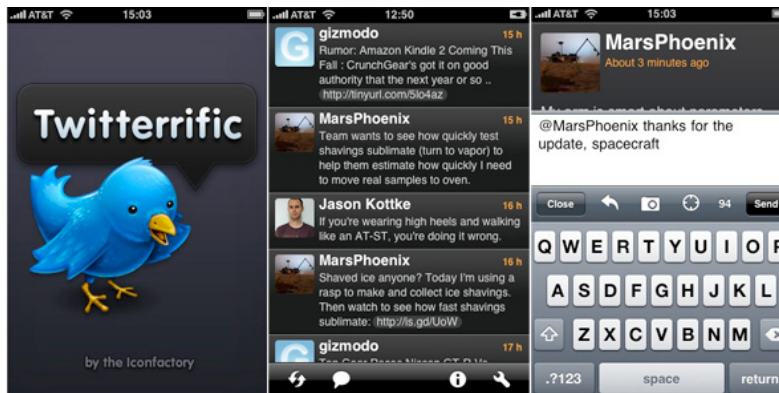 AT&T 15:03
Twitterrific
by the Iconfactory
AT&T 12:50
gizmodo 15 h
Rumor: Amazon Kindle 2 Coming This
Fall : CrunchGear's got it on good
authority that the next year or so ..
http://tinyurl.com/5lo4az
MarsPhoenix 15 h
Team wants to see how quickly test
shavings sublimate (turn to vapor) to
help them estimate how quickly I need
to move real samples to oven.
Jason Kottke 16 h
If you're wearing high heels and walking
like an AT-ST, you're doing it wrong.
MarsPhoenix 16 h
Shaved ice anyone? Today I'm using a
rasp to make and collect ice shavings.
Then watch to see how fast shavings
sublimate: http://is.gd/UoW
gizmodo 17 h
AT&T 15:03
MarsPhoenix
About 3 minutes ago
My arm is smart about parameters
@MarsPhoenix thanks for the
update, spacecraft
Close 94 Send
Q W E R T Y U I O P
A S D F G H J K L
Z X C V B N M
.?123 space return